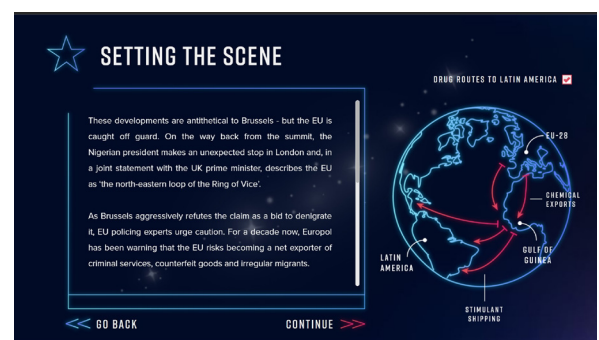 SETTING THE SCENE
These developments are antithetical to Brussels - but the EU is
caught off guard. On the way back from the summit, the
Nigerian president makes an unexpected stop in London and, in
a joint statement with the UK prime minister, describes the EU
as ‘the north-eastern loop of the Ring of Vice’.
As Brussels aggressively refutes the claim as a bid to denigrate
it, EU policing experts urge caution. For a decade now, Europol
has been warning that the EU risks becoming a net exporter of
criminal services, counterfeit goods and irregular migrants.
GO BACK
CONTINUE
DRUG ROUTES TO LATIN AMERICA
EU-28
CHEMICAL
EXPORTS
GULF OF
GUINEA
LATIN
AMERICA
STIMULANT
SHIPPING